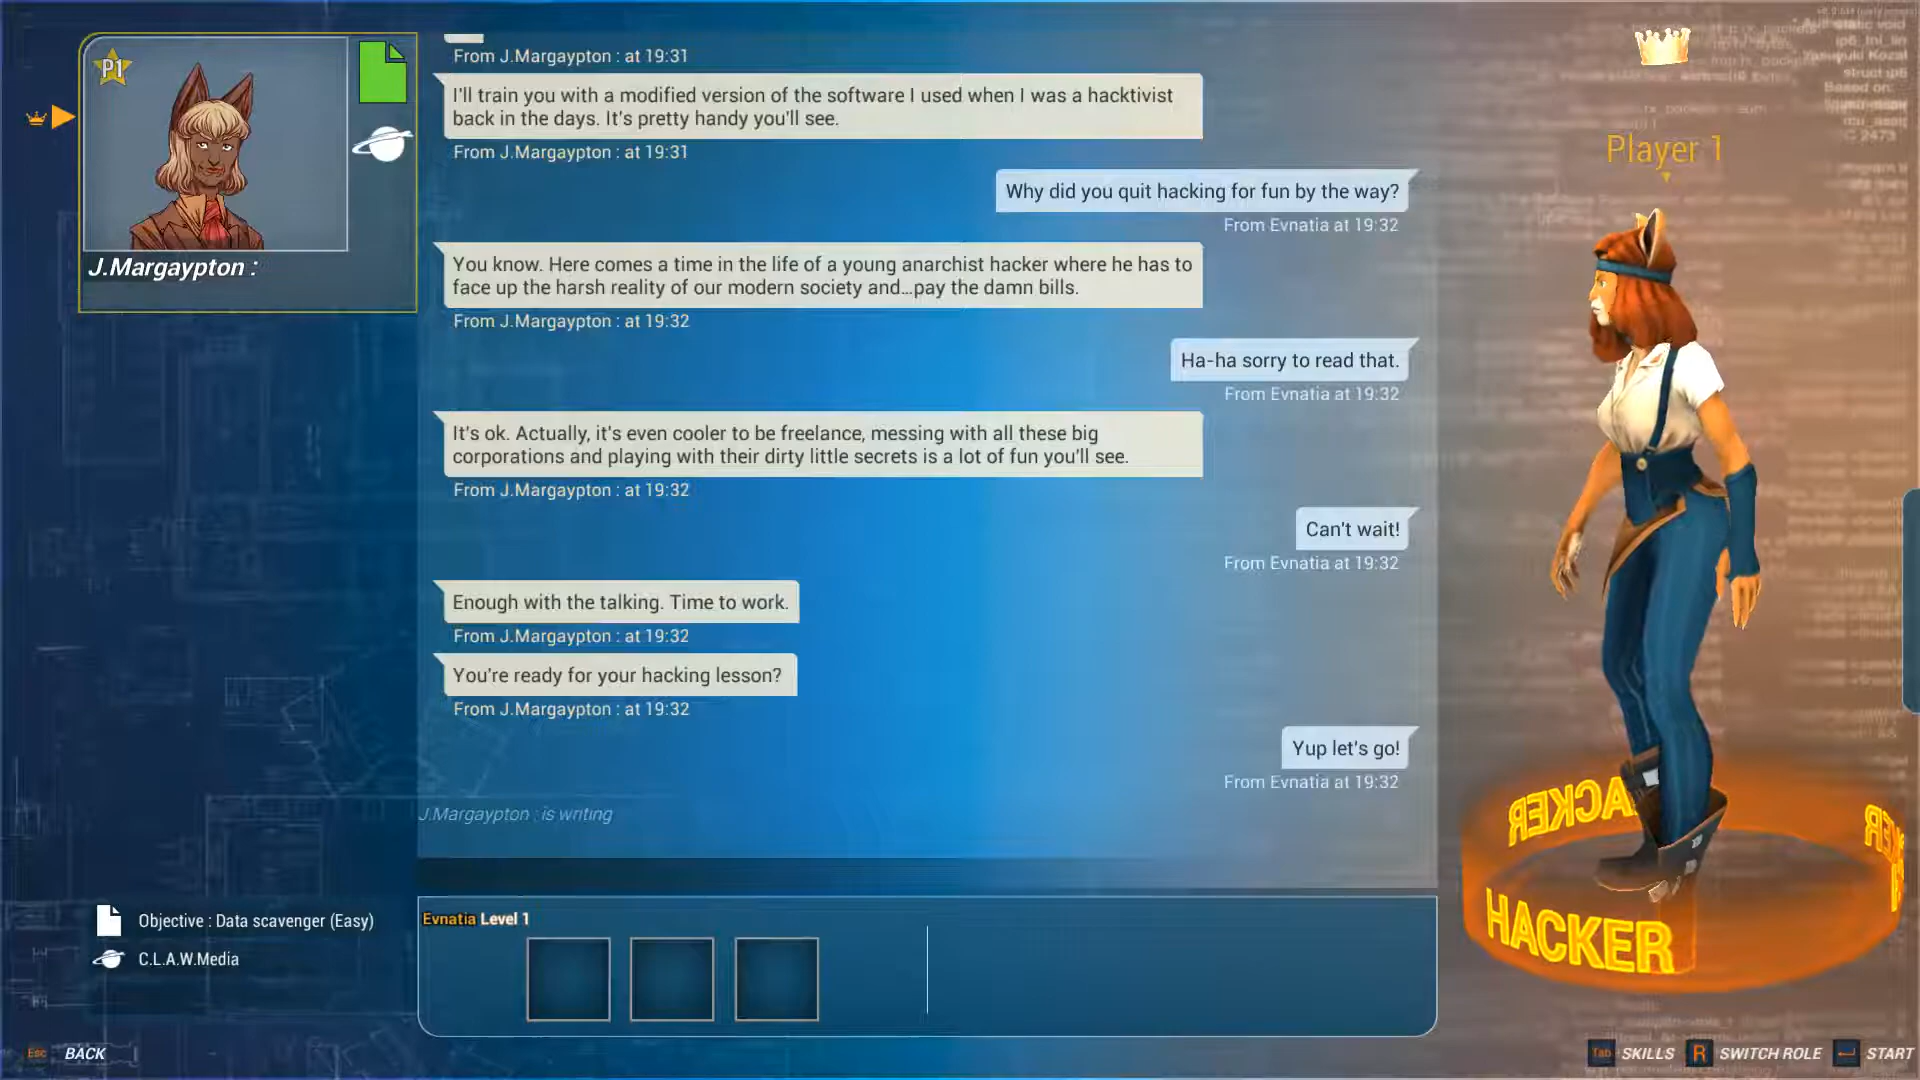 P1
J.Margaypton :
From J.Margaypton : at 19:31
I'll train you with a modified version of the software I used when I was a hacktivist
back in the days. It's pretty handy you'll see.
From J.Margaypton : at 19:31
Why did you quit hacking for fun by the way?
From Evnatia at 19:32
You know. Here comes a time in the life of a young anarchist hacker where he has to
face up the harsh reality of our modern society and...pay the damn bills.
From J.Margaypton : at 19:32
Ha-ha sorry to read that.
From Evnatia at 19:32
It's ok. Actually, it's even cooler to be freelance, messing with all these big
corporations and playing with their dirty little secrets is a lot of fun you'll see.
From J.Margaypton : at 19:32
Can't wait!
From Evnatia at 19:32
Enough with the talking. Time to work.
From J.Margaypton : at 19:32
You're ready for your hacking lesson?
From J.Margaypton : at 19:32
Yup let's go!
From Evnatia at 19:32
J.Margaypton : is writing
Player 1
HACKER
HACKER
Objective : Data scavenger (Easy)
C.L.A.W.Media
Evnatia Level 1
Esc BACK
Tab SKILLS R SWITCH ROLE START